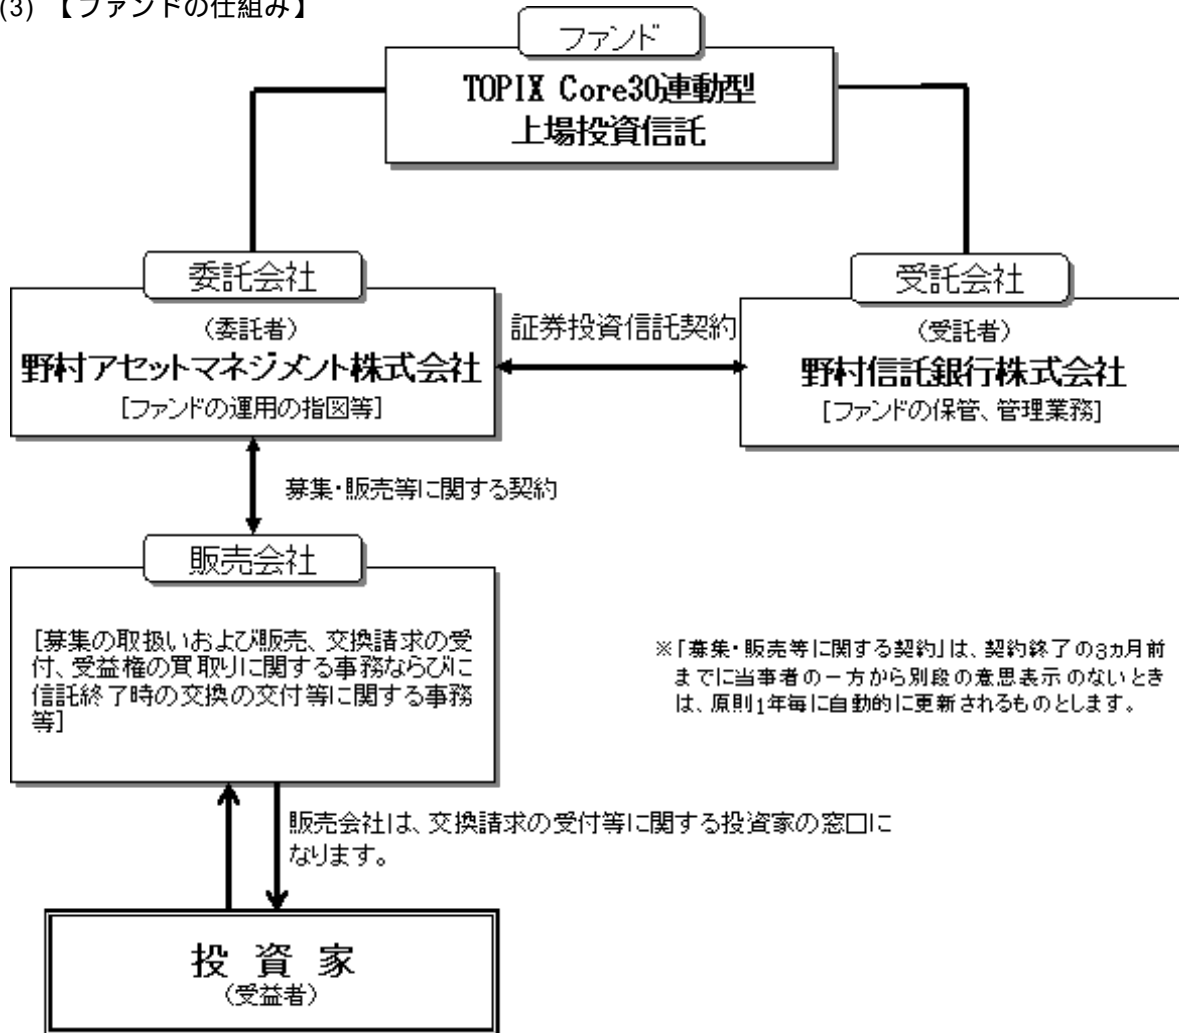 (3) 【ファンドの仕組み】
ファンド
TOPIX Core30連動型
上場投資信託
委託会社
(委託者)
野村アセットマネジメント株式会社
[ファンドの運用の指図等]
証券投資信託契約
受託会社
(受託者)
野村信託銀行株式会社
[ファンドの保管、管理業務]
募集・販売等に関する契約
販売会社
[募集の取扱いおよび販売、交換請求の受
付、受益権の買取りに関する事務ならびに
信託終了時の交換の交付等に関する事務
等]
※「募集・販売等に関する契約」は、契約終了の3ヵ月前
までに当事者の一方から別段の意思表示のないとき
は、原則1年毎に自動的に更新されるものとします。
販売会社は、交換請求の受付等に関する投資家の窓口に
なります。
投 資 家
(受益者)